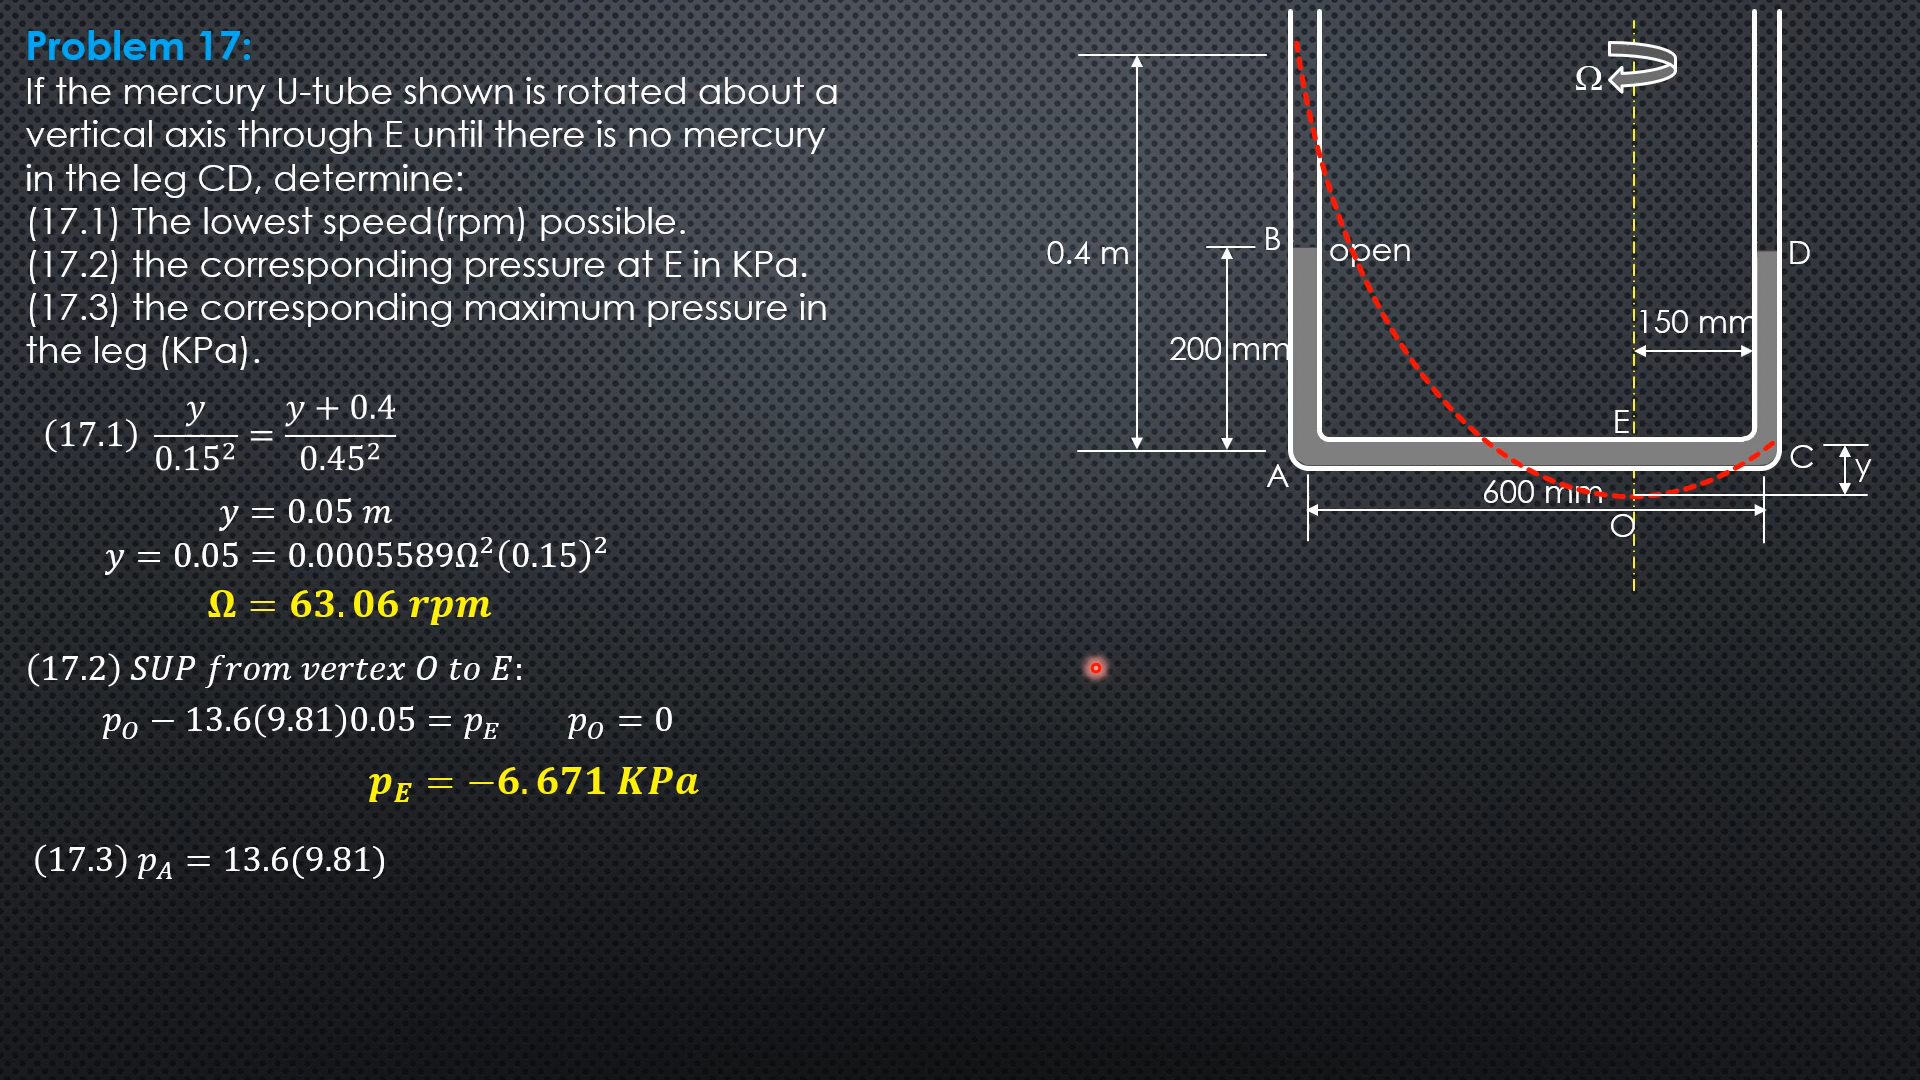 Problem 17:
If the mercury U-tube shown is rotated about a
vertical axis through E until there is no mercury
in the leg CD, determine:
(17.1) The lowest speed(rpm) possible.
(17.2) the corresponding pressure at E in KPa.
(17.3) the corresponding maximum pressure in
the leg (KPa).
(17.1) y/0.15² = (y + 0.4)/0.45²
y = 0.05 m
y = 0.05 = 0.0005589Ω²(0.15)²
Ω = 63.06 rpm
(17.2) SUP from vertex O to E:
p_O − 13.6(9.81)0.05 = p_E p_O = 0
p_E = −6.671 KPa
(17.3) p_A = 13.6(9.81)
Ω
0.4 m
B
open
D
150 mm
200 mm
E
A
C
y
600 mm
O